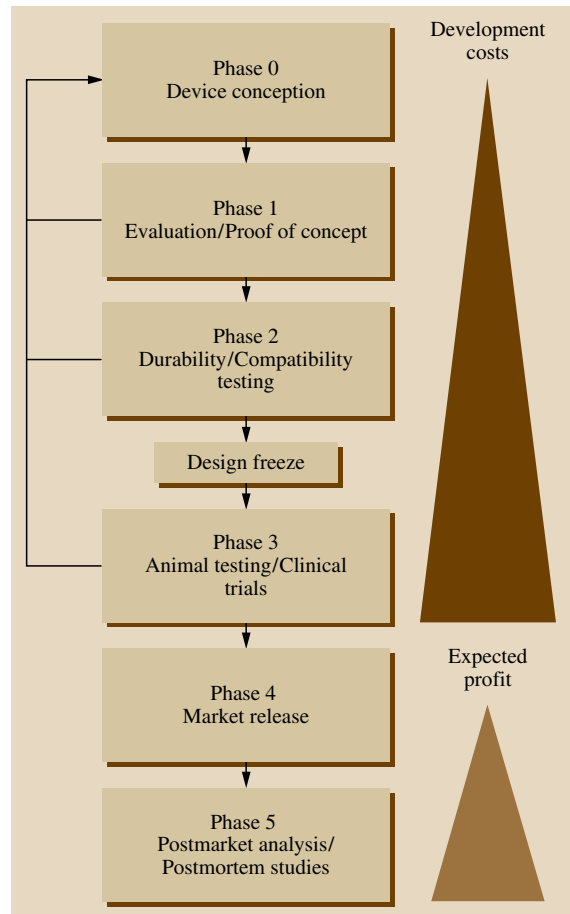 Development
costs
Phase 0
Device conception
Phase 1
Evaluation/Proof of concept
Phase 2
Durability/Compatibility
testing
Design freeze
Phase 3
Animal testing/Clinical
trials
Expected
profit
Phase 4
Market release
Phase 5
Postmarket analysis/
Postmortem studies